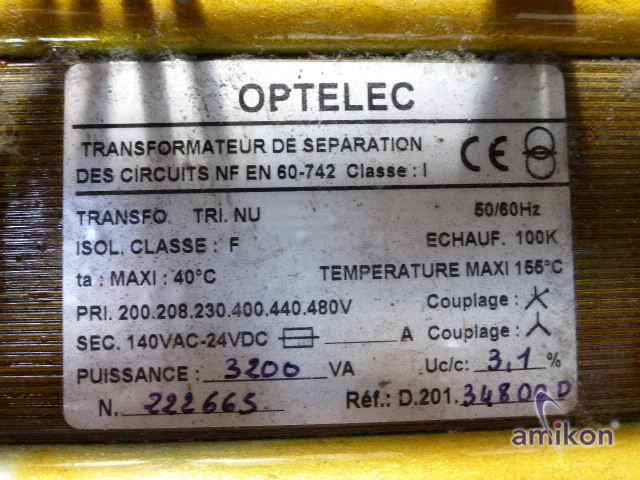 OPTELEC
TRANSFORMATEUR DE SEPARATION
DES CIRCUITS NF EN 60-742 Classe : I
CE
TRANSFO. TRI. NU 50/60Hz
ISOL. CLASSE : F ECHAUF. 100K
ta : MAXI : 40°C TEMPERATURE MAXI 155°C
PRI. 200.208.230.400.440.480V Couplage :
SEC. 140VAC-24VDC A Couplage :
PUISSANCE : 3200 VA Uc/c: 3,1 %
N. 222665 Réf.: D.201.34800 D
amikon